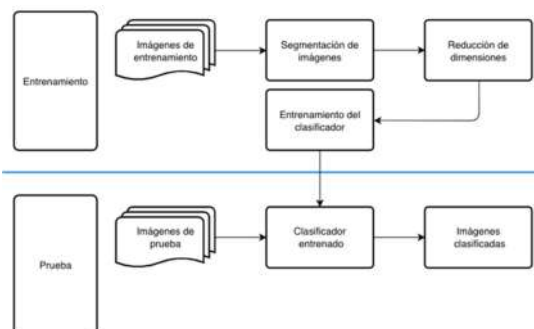 Imágenes de
entrenamiento
Segmentación de
imágenes
Reducción de
dimensiones
Entrenamiento
Entrenamiento del
clasificador
Imágenes de
prueba
Clasificador
entrenado
Imágenes
clasificadas
Prueba